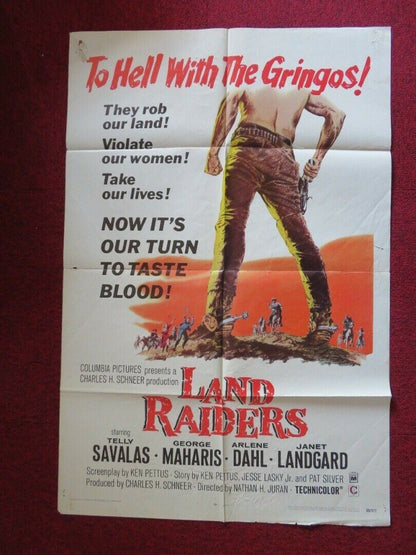 To Hell With The Gringos!
They rob
our land!
Violate
our women!
Take
our lives!
NOW IT'S
OUR TURN
TO TASTE
BLOOD!
COLUMBIA PICTURES presents a
CHARLES H. SCHNEER production
LAND
RAIDERS
starring
TELLY GEORGE ARLENE JANET
SAVALAS · MAHARIS · DAHL · LANDGARD
Screenplay by KEN PETTUS · Story by KEN PETTUS, JESSE LASKY Jr. and PAT SILVER
Produced by CHARLES H. SCHNEER · Directed by NATHAN H. JURAN · TECHNICOLOR®